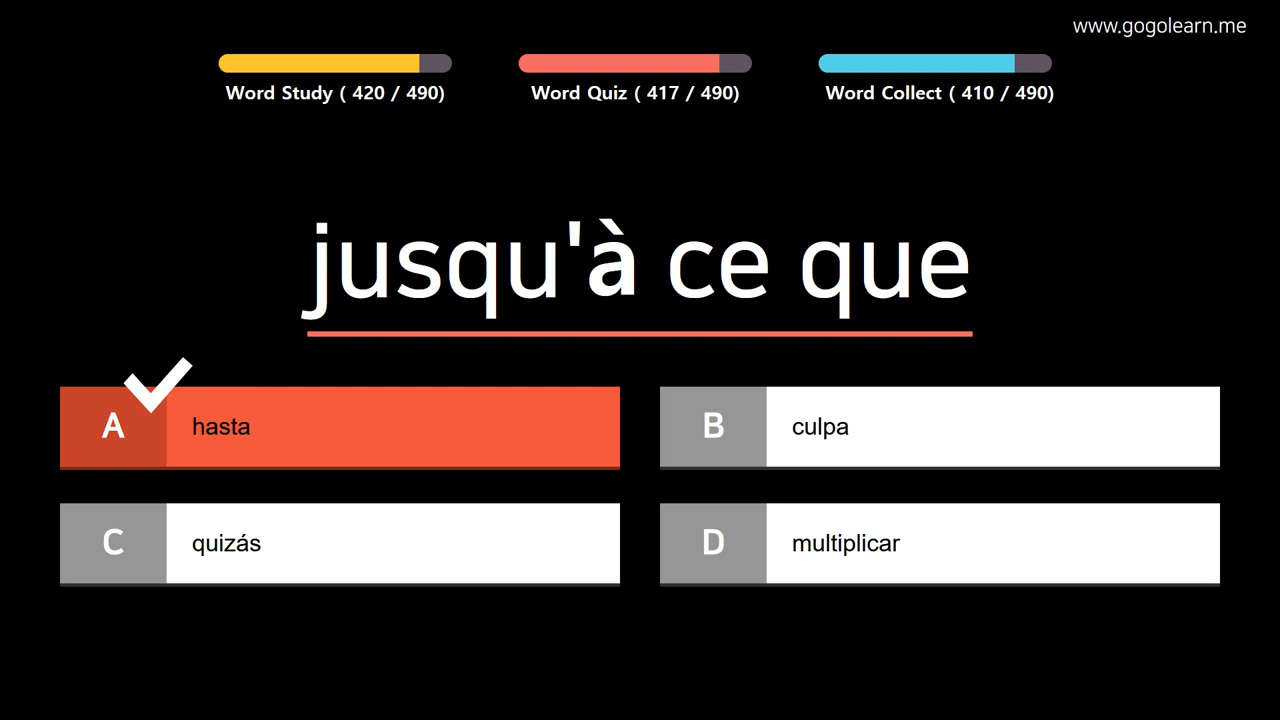 www.gogolearn.me
Word Study ( 420 / 490)
Word Quiz ( 417 / 490)
Word Collect ( 410 / 490)
jusqu'à ce que
A hasta
B culpa
C quizás
D multiplicar